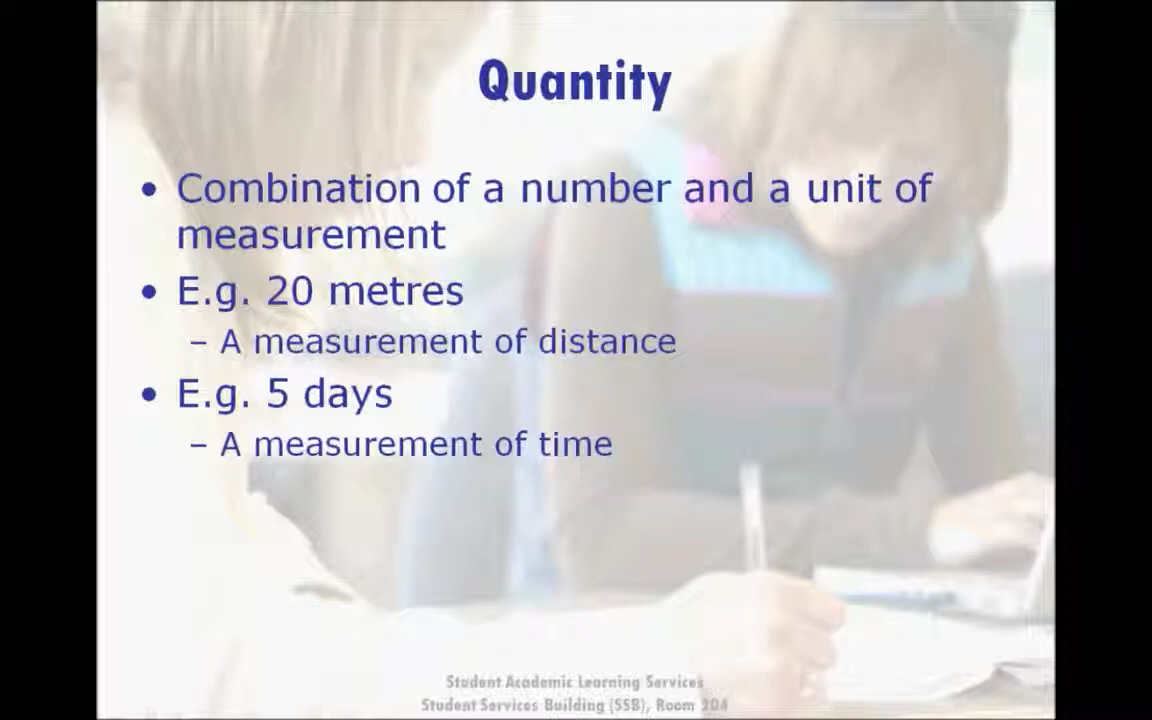 Quantity
• Combination of a number and a unit of
measurement
• E.g. 20 metres
– A measurement of distance
• E.g. 5 days
– A measurement of time
Student Academic Learning Services
Student Services Building (SSB), Room 204